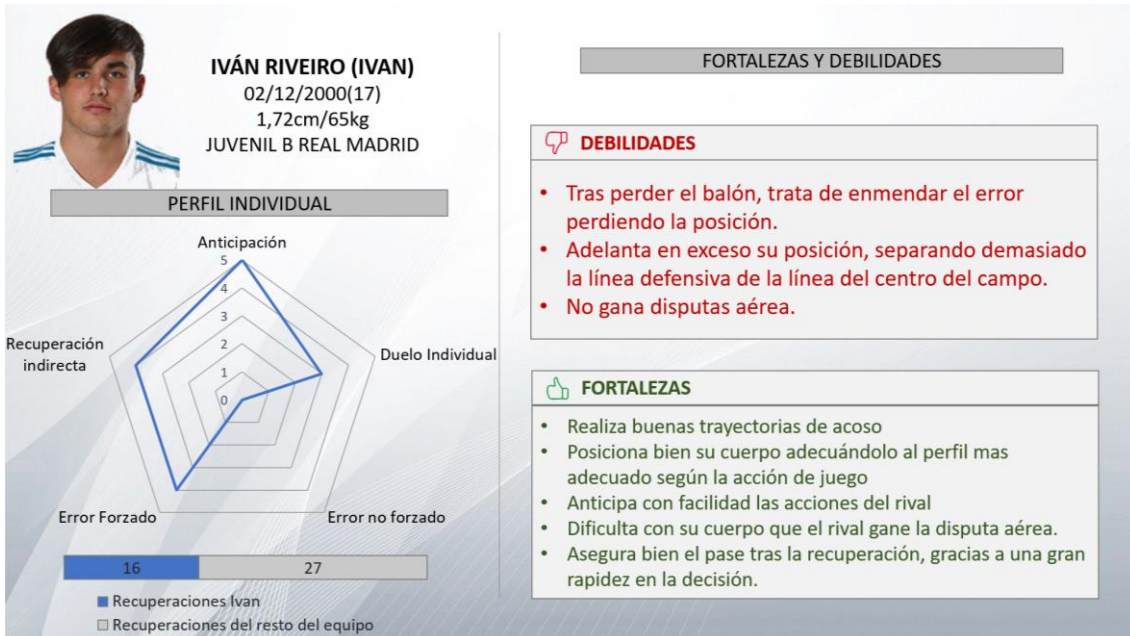 IVÁN RIVEIRO (IVAN)
02/12/2000(17)
1,72cm/65kg
JUVENIL B REAL MADRID
PERFIL INDIVIDUAL
Anticipación
5
4
3
2
1
0
Duelo Individual
Error no forzado
Error Forzado
Recuperación
indirecta
16
27
Recuperaciones Ivan
Recuperaciones del resto del equipo
FORTALEZAS Y DEBILIDADES
DEBILIDADES
• Tras perder el balón, trata de enmendar el error
perdiendo la posición.
• Adelanta en exceso su posición, separando demasiado
la línea defensiva de la línea del centro del campo.
• No gana disputas aérea.
FORTALEZAS
• Realiza buenas trayectorias de acoso
• Posiciona bien su cuerpo adecuándolo al perfil mas
adecuado según la acción de juego
• Anticipa con facilidad las acciones del rival
• Dificulta con su cuerpo que el rival gane la disputa aérea.
• Asegura bien el pase tras la recuperación, gracias a una gran
rapidez en la decisión.